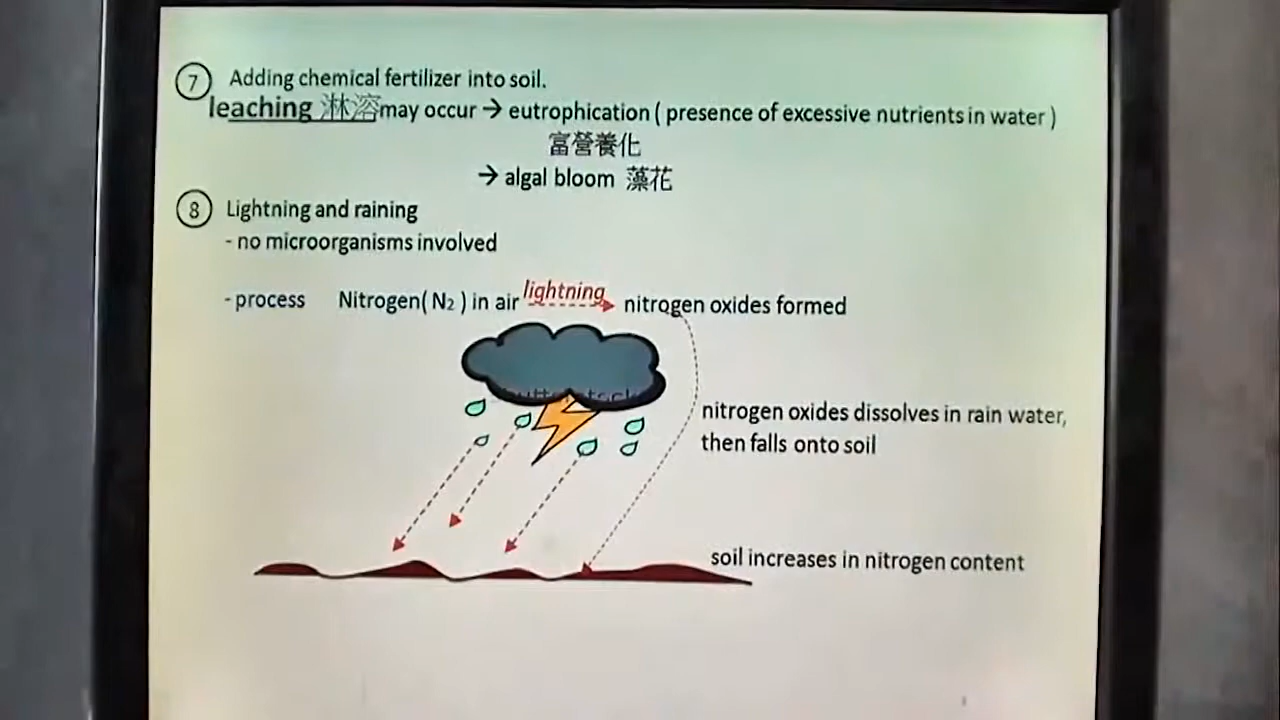 7 Adding chemical fertilizer into soil.
leaching 淋溶 may occur → eutrophication ( presence of excessive nutrients in water )
富營養化
→ algal bloom 藻花
8 Lightning and raining
- no microorganisms involved
- process Nitrogen( N₂ ) in air lightning nitrogen oxides formed
nitrogen oxides dissolves in rain water,
then falls onto soil
soil increases in nitrogen content